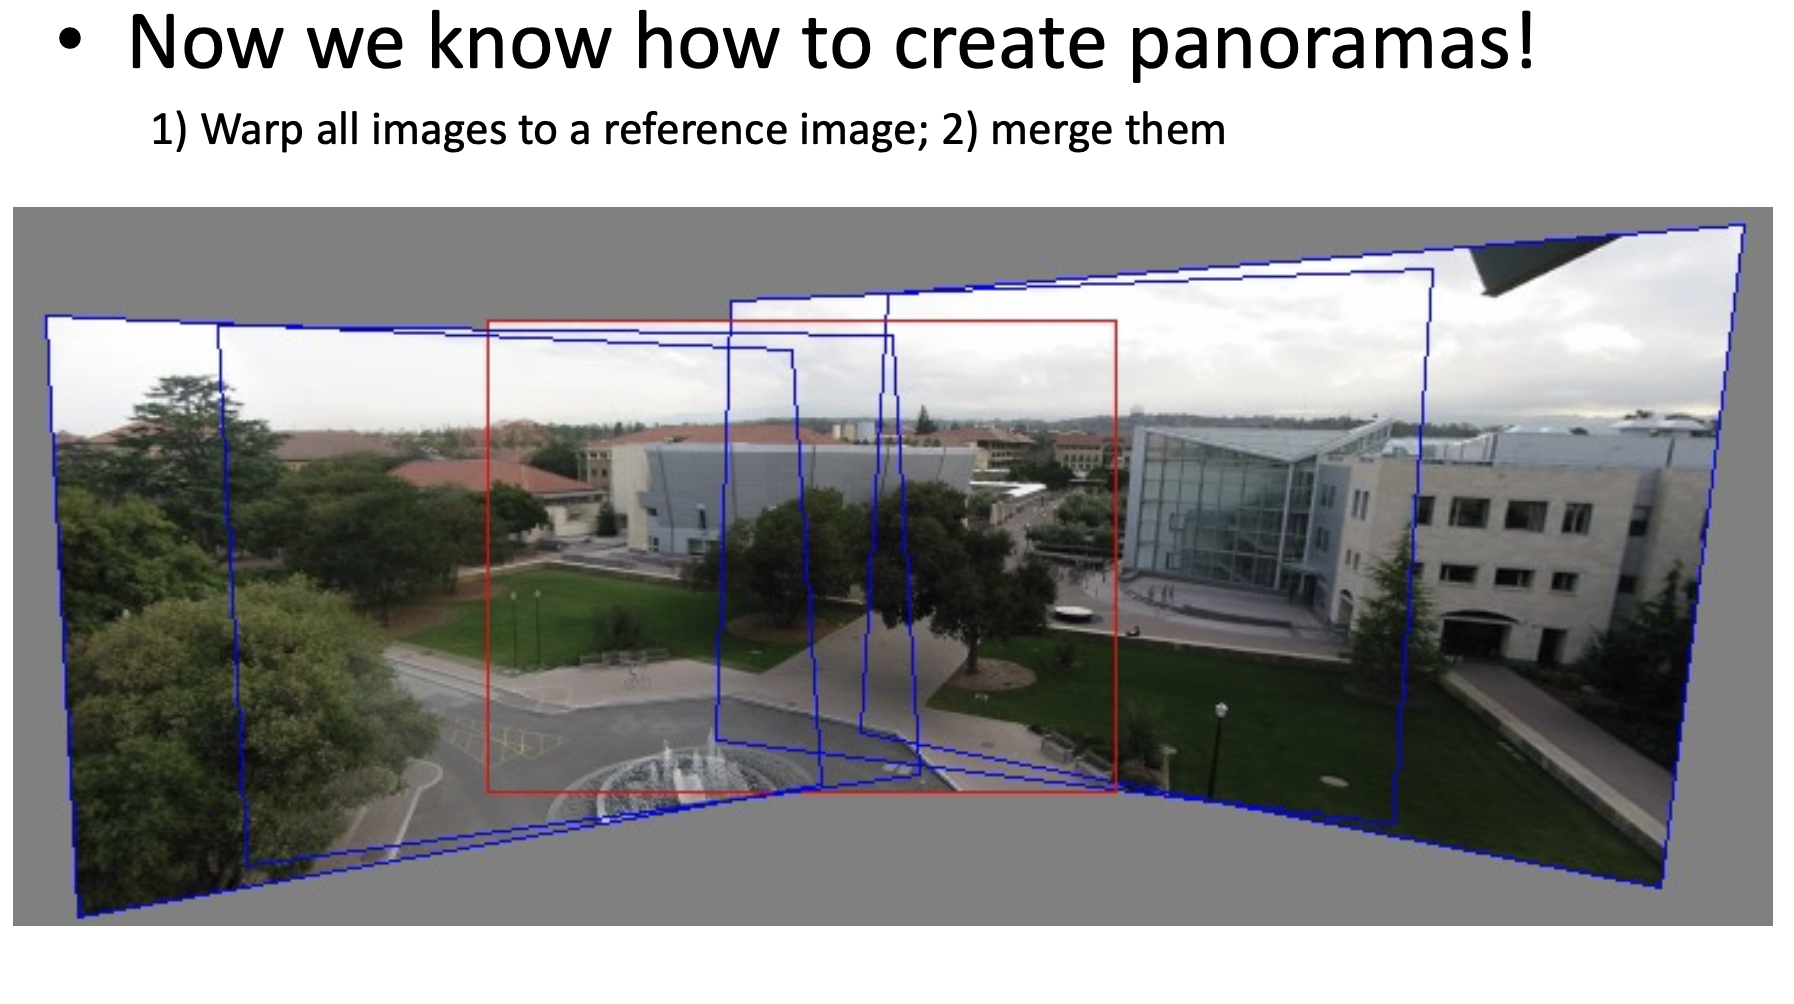 • Now we know how to create panoramas!
1) Warp all images to a reference image; 2) merge them